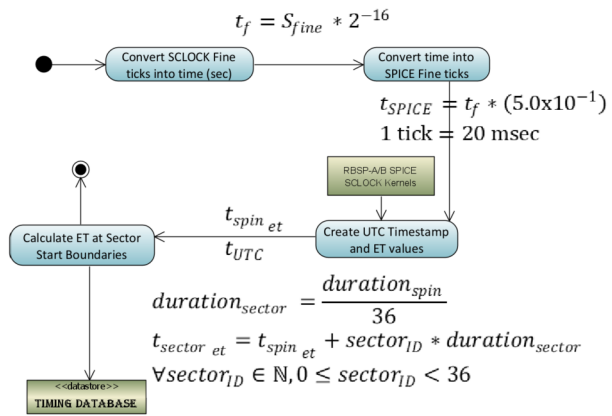 t_f = S_fine * 2^-16
Convert SCLOCK Fine
ticks into time (sec)
Convert time into
SPICE Fine ticks
t_SPICE = t_f * (5.0x10^-1)
1 tick = 20 msec
RBSP-A/B SPICE
SCLOCK Kernels
t_spin et
t_UTC
Create UTC Timestamp
and ET values
Calculate ET at Sector
Start Boundaries
duration_sector = duration_spin / 36
t_sector et = t_spin et + sector_ID * duration_sector
∀sector_ID ∈ ℕ, 0 ≤ sector_ID < 36
<<datastore>>
TIMING DATABASE